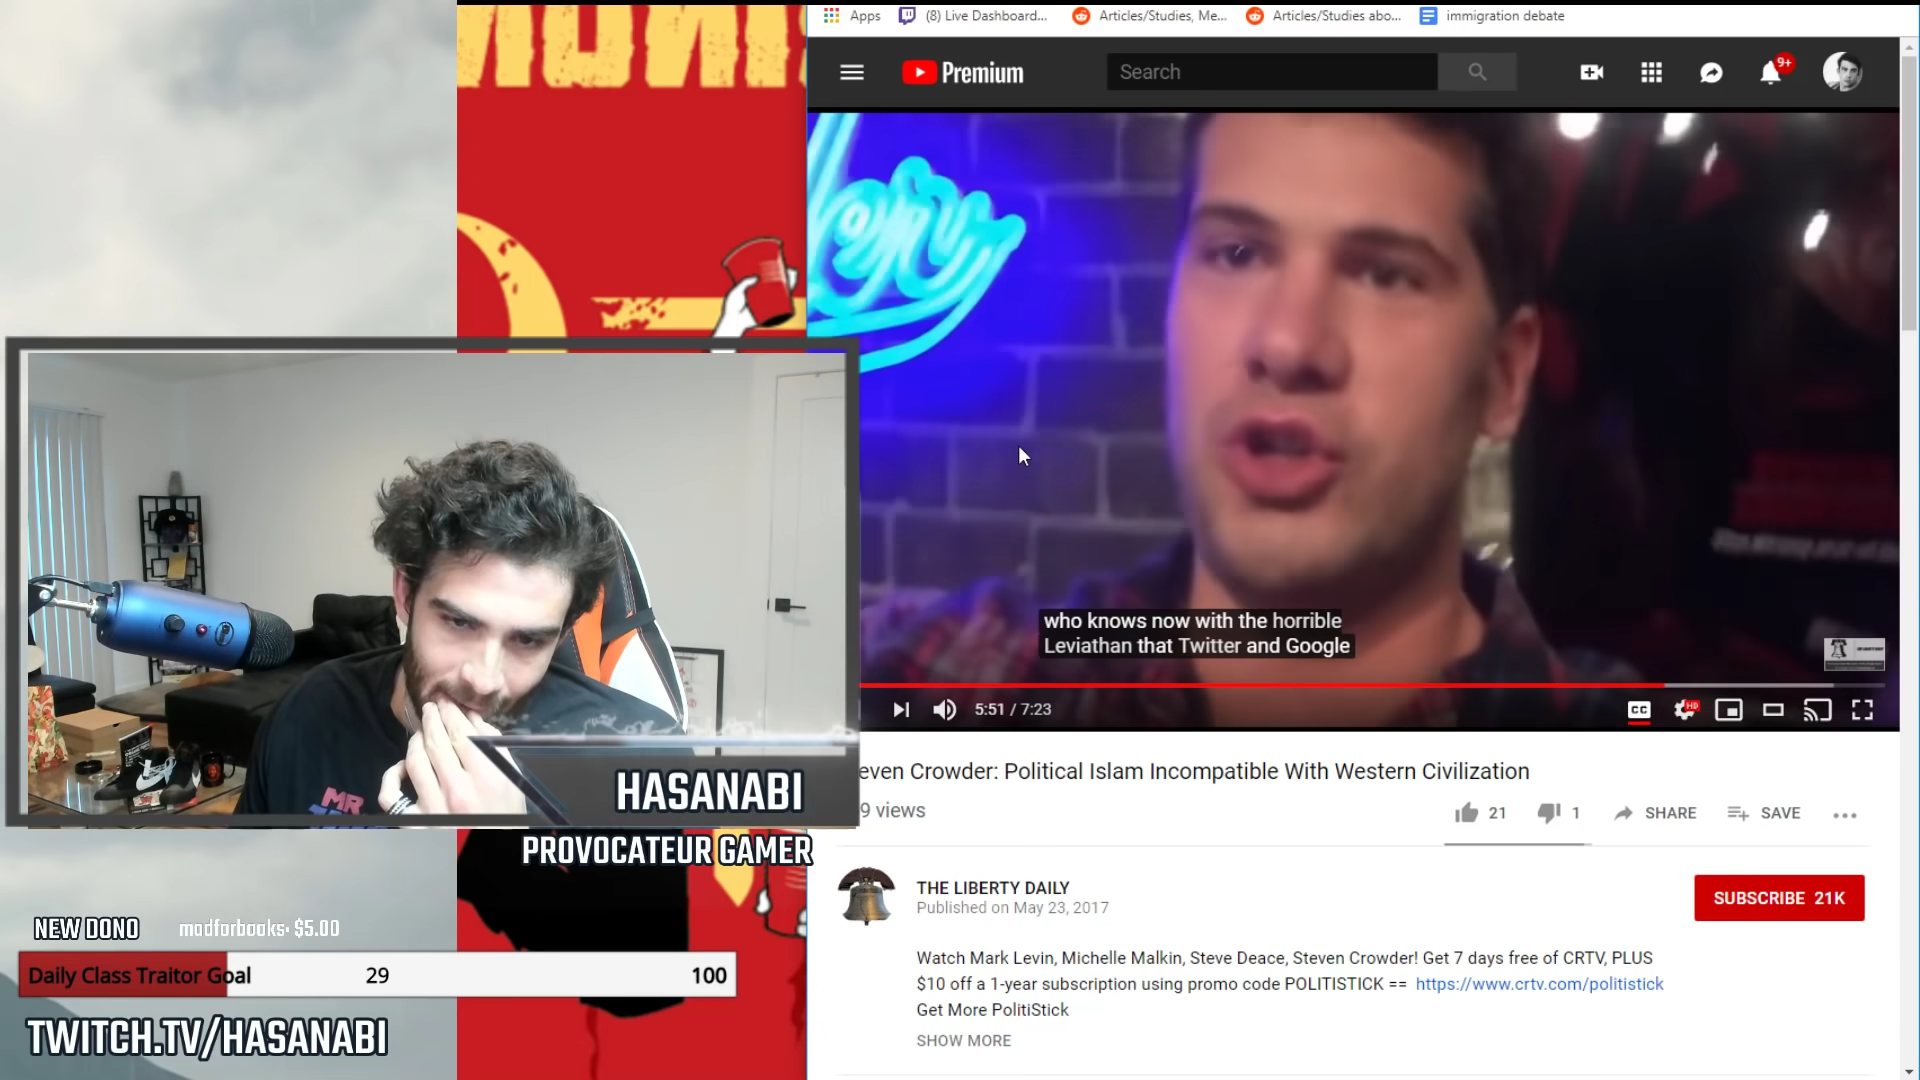 Apps
(8) Live Dashboard...
Articles/Studies, Me...
Articles/Studies abo...
immigration debate
Premium
Search
9+
who knows now with the horrible
Leviathan that Twitter and Google
5:51 / 7:23
CC
HD
even Crowder: Political Islam Incompatible With Western Civilization
9 views
21
1
SHARE
SAVE
THE LIBERTY DAILY
Published on May 23, 2017
SUBSCRIBE 21K
Watch Mark Levin, Michelle Malkin, Steve Deace, Steven Crowder! Get 7 days free of CRTV, PLUS
$10 off a 1-year subscription using promo code POLITISTICK == https://www.crtv.com/politistick
Get More PolitiStick
SHOW MORE
MR
HASANABI
PROVOCATEUR GAMER
NEW DONO
madforbooks: $5.00
Daily Class Traitor Goal
29
100
TWITCH.TV/HASANABI